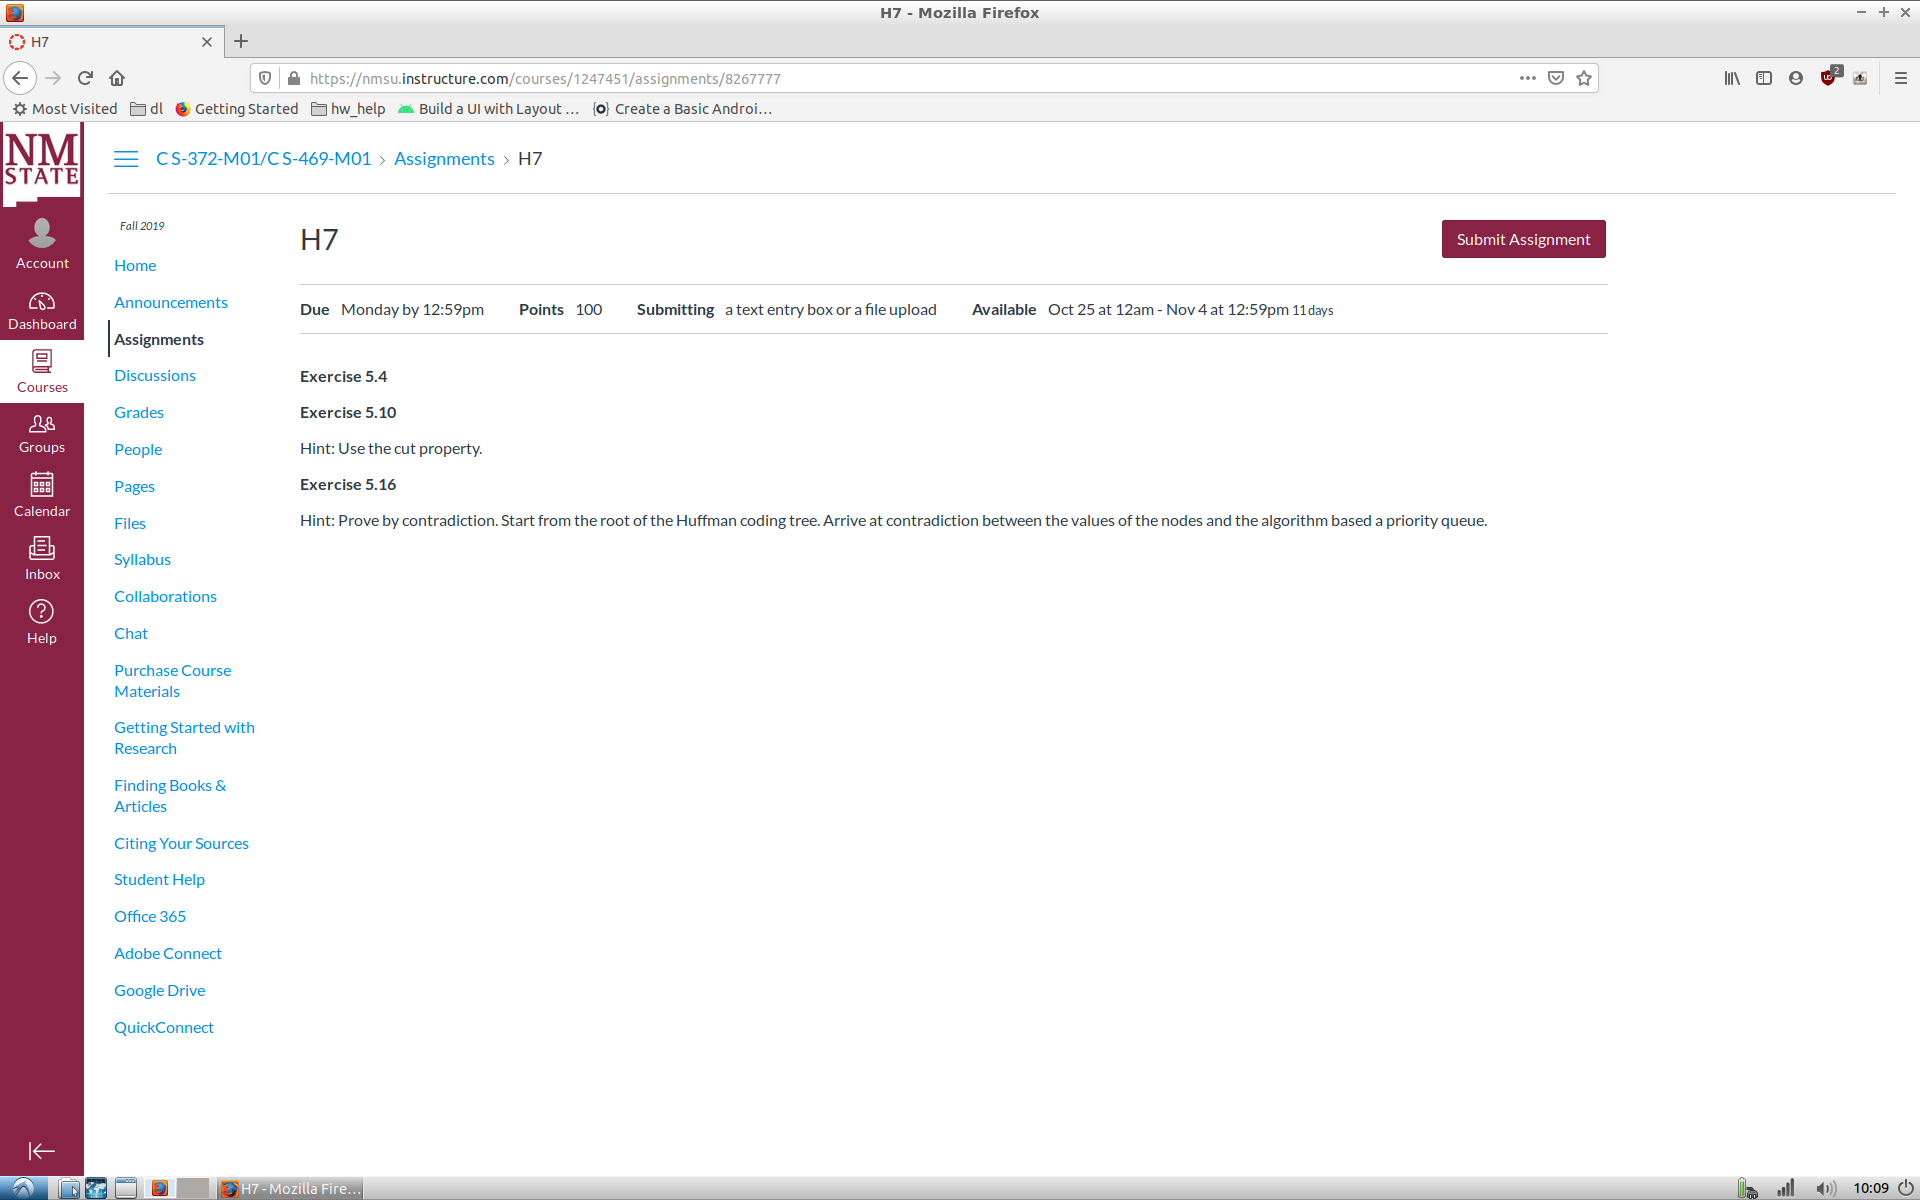 H7 - Mozilla Firefox
H7
https://nmsu.instructure.com/courses/1247451/assignments/8267777
2
Most Visited
dl
Getting Started
hw_help
Build a UI with Layout ...
Create a Basic Androi...
NM
STATE
C S-372-M01/C S-469-M01 › Assignments › H7
Account
Dashboard
Courses
Groups
Calendar
Inbox
Help
Fall 2019
Home
Announcements
Assignments
Discussions
Grades
People
Pages
Files
Syllabus
Collaborations
Chat
Purchase Course
Materials
Getting Started with
Research
Finding Books &
Articles
Citing Your Sources
Student Help
Office 365
Adobe Connect
Google Drive
QuickConnect
H7
Submit Assignment
Due Monday by 12:59pm Points 100 Submitting a text entry box or a file upload Available Oct 25 at 12am - Nov 4 at 12:59pm 11 days
Exercise 5.4
Exercise 5.10
Hint: Use the cut property.
Exercise 5.16
Hint: Prove by contradiction. Start from the root of the Huffman coding tree. Arrive at contradiction between the values of the nodes and the algorithm based a priority queue.
H7 - Mozilla Fire...
10:09